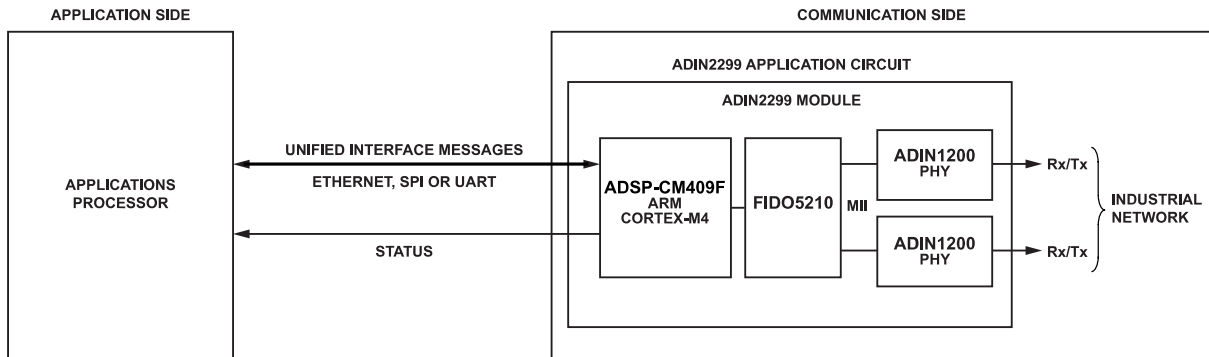 APPLICATION SIDE
COMMUNICATION SIDE
ADIN2299 APPLICATION CIRCUIT
ADIN2299 MODULE
APPLICATIONS
PROCESSOR
UNIFIED INTERFACE MESSAGES
ETHERNET, SPI OR UART
STATUS
ADSP-CM409F
ARM
CORTEX-M4
FIDO5210
MII
ADIN1200
PHY
ADIN1200
PHY
Rx/Tx
Rx/Tx
INDUSTRIAL
NETWORK